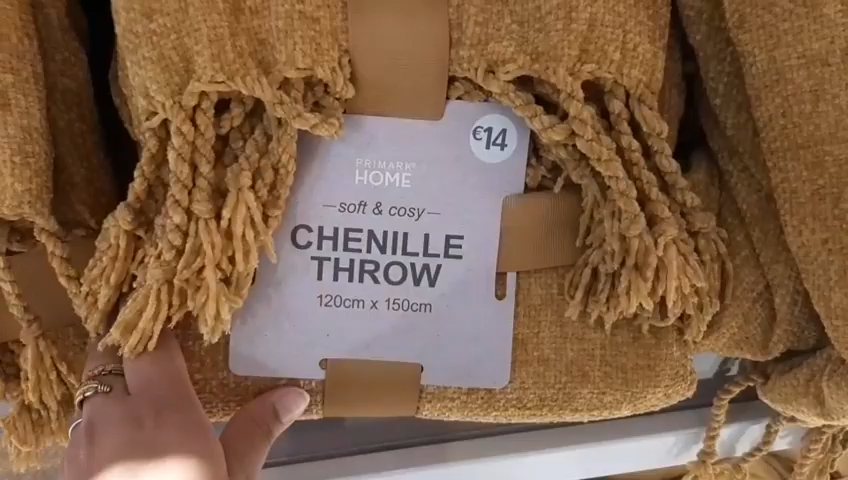 €14
PRIMARK®
HOME
—soft & cosy—
CHENILLE
THROW
120cm x 150cm